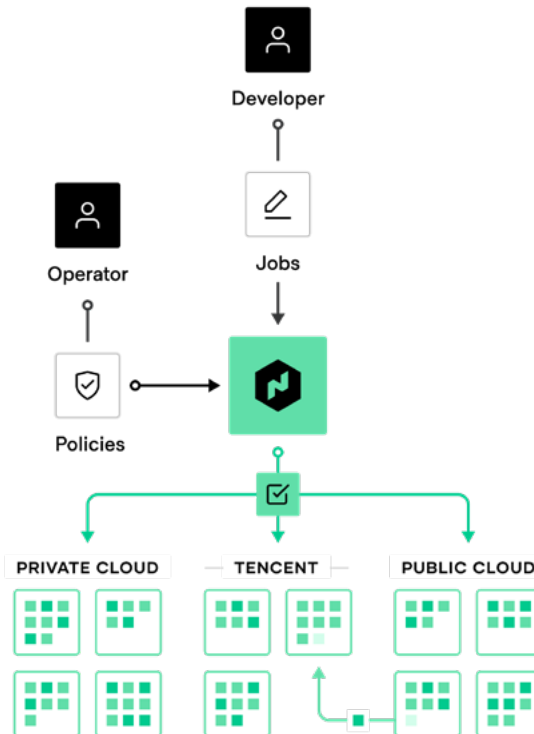 Developer
Operator
Jobs
Policies
PRIVATE CLOUD
TENCENT
PUBLIC CLOUD